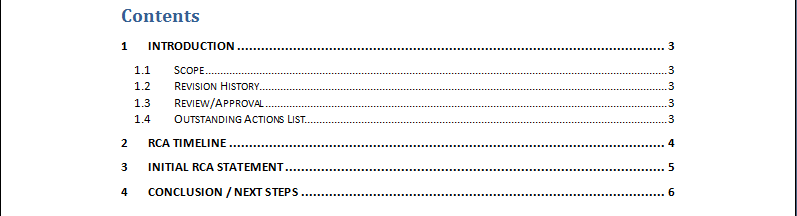 Contents
1 INTRODUCTION ........................................ 3
1.1 SCOPE ........................................ 3
1.2 REVISION HISTORY ........................................ 3
1.3 REVIEW/APPROVAL ........................................ 3
1.4 OUTSTANDING ACTIONS LIST ........................................ 3
2 RCA TIMELINE ........................................ 4
3 INITIAL RCA STATEMENT ........................................ 5
4 CONCLUSION / NEXT STEPS ........................................ 6